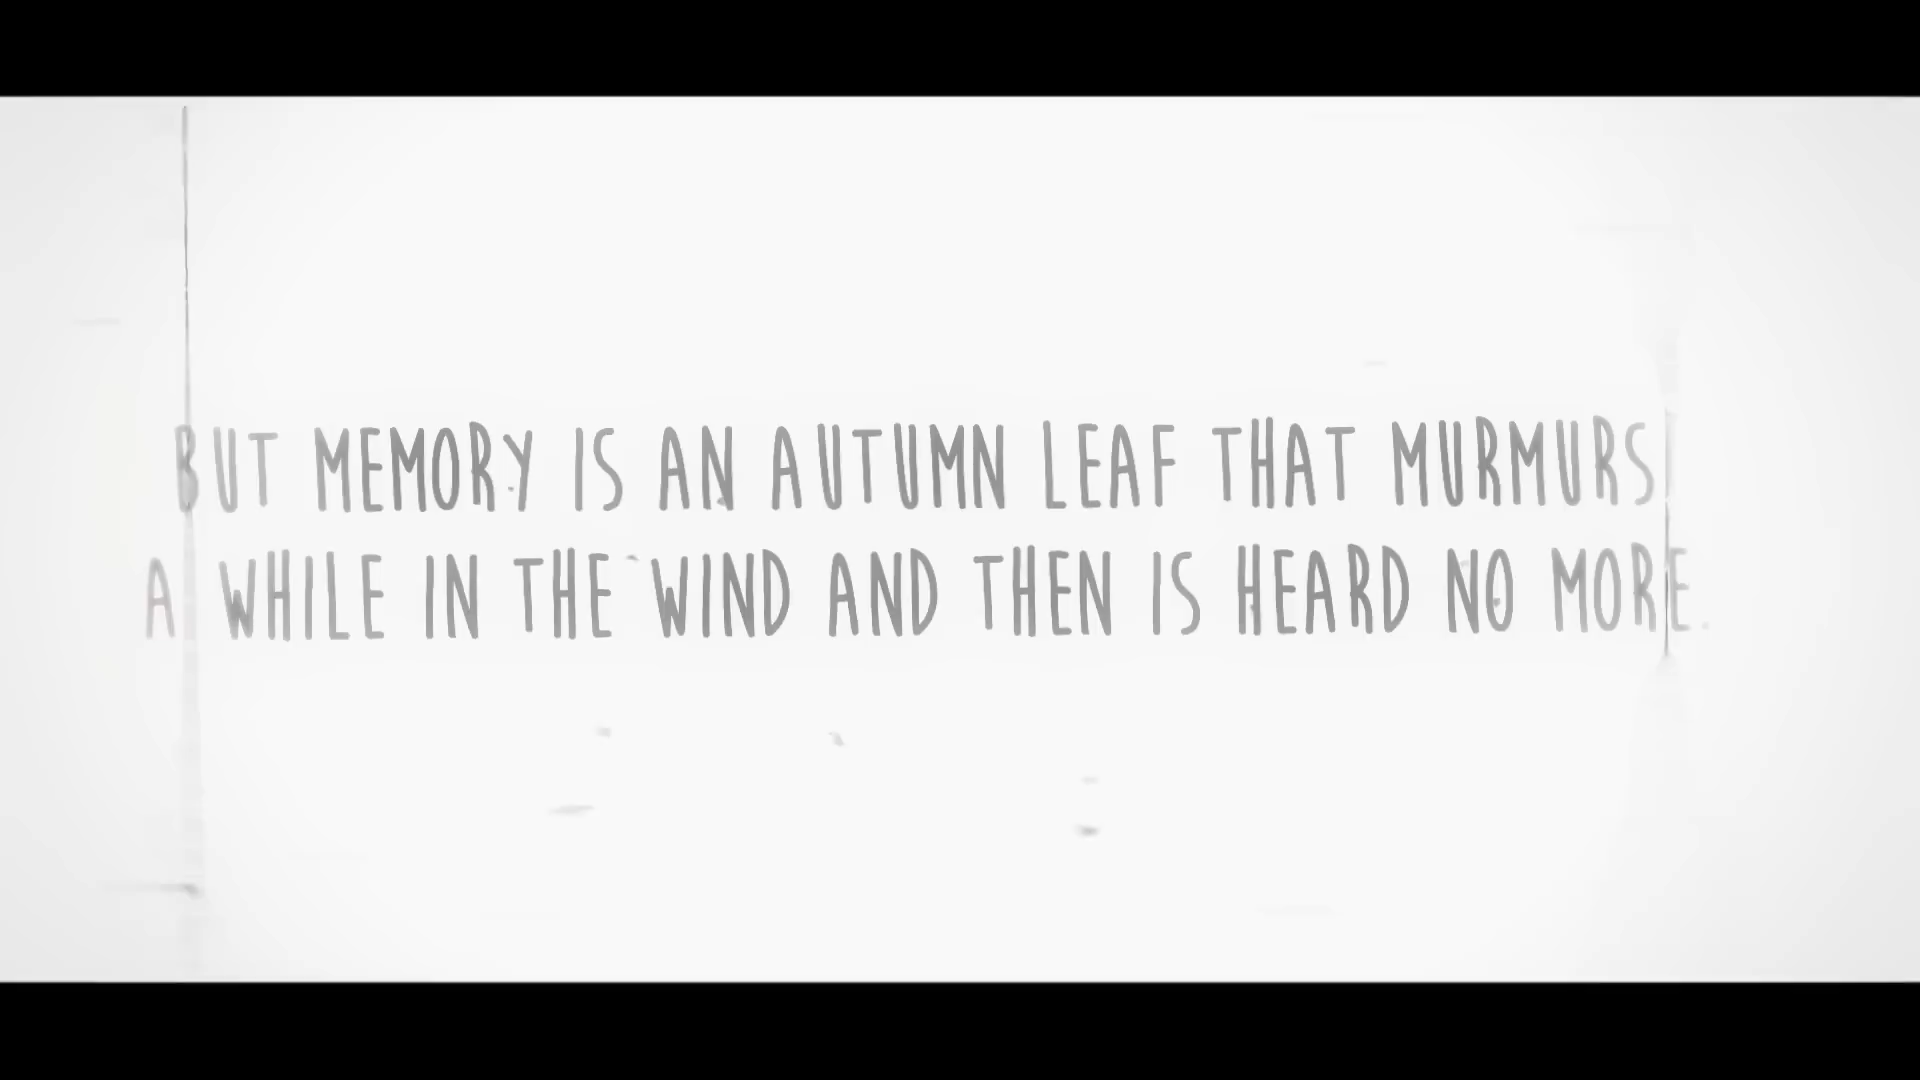 BUT MEMORY IS AN AUTUMN LEAF THAT MURMURS
A WHILE IN THE WIND AND THEN IS HEARD NO MORE.